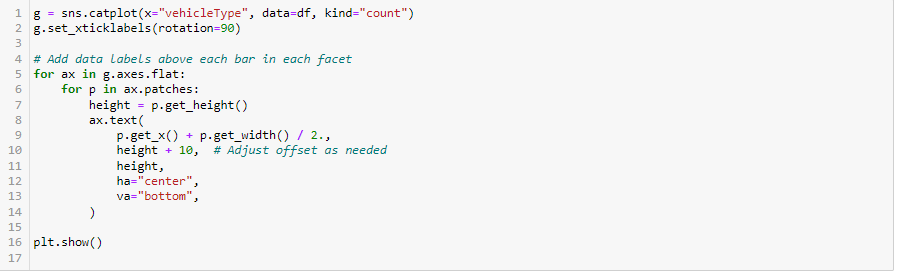 1 g = sns.catplot(x="vehicleType", data=df, kind="count")
2 g.set_xticklabels(rotation=90)
3
4 # Add data labels above each bar in each facet
5 for ax in g.axes.flat:
6     for p in ax.patches:
7         height = p.get_height()
8         ax.text(
9             p.get_x() + p.get_width() / 2.,
10             height + 10,  # Adjust offset as needed
11             height,
12             ha="center",
13             va="bottom",
14         )
15
16 plt.show()
17